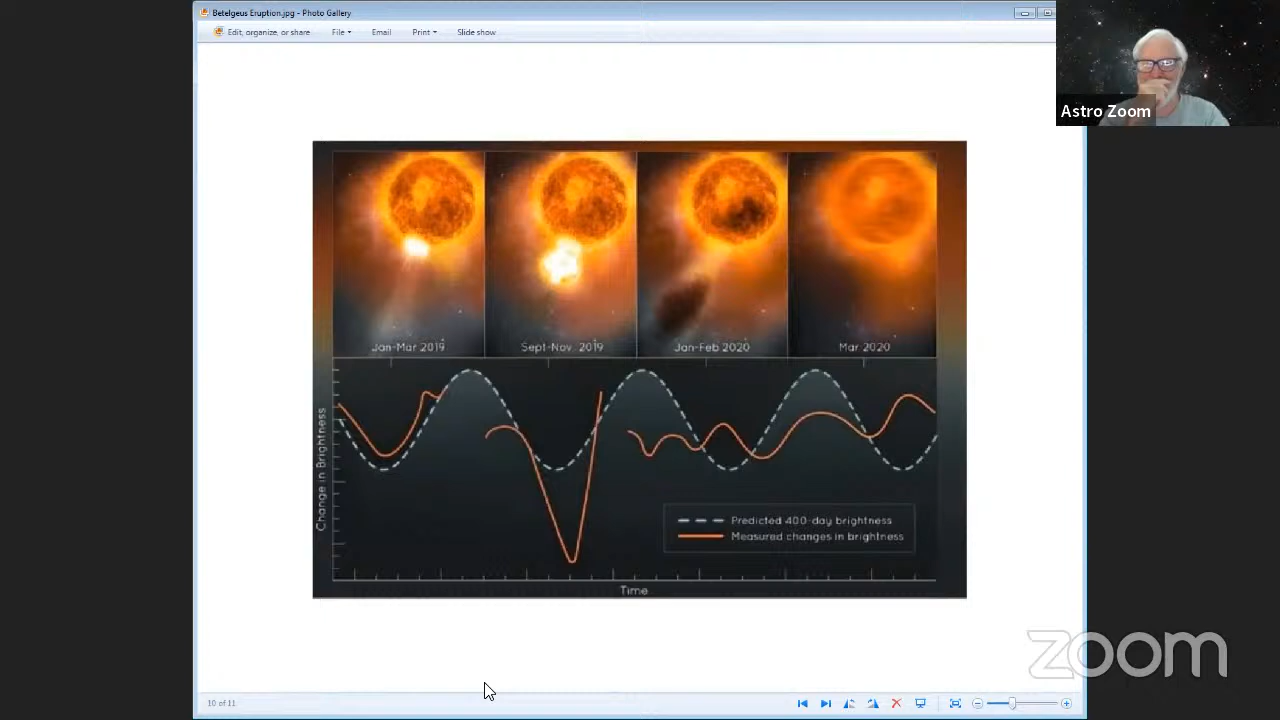 Betelgeus Eruption.jpg - Photo Gallery
Edit, organize, or share File Email Print Slide show
Astro Zoom
Jan-Mar 2019 Sept-Nov. 2019 Jan-Feb 2020 Mar. 2020
Change in Brightness
Predicted 400-day brightness
Measured changes in brightness
Time
zoom
10 of 11